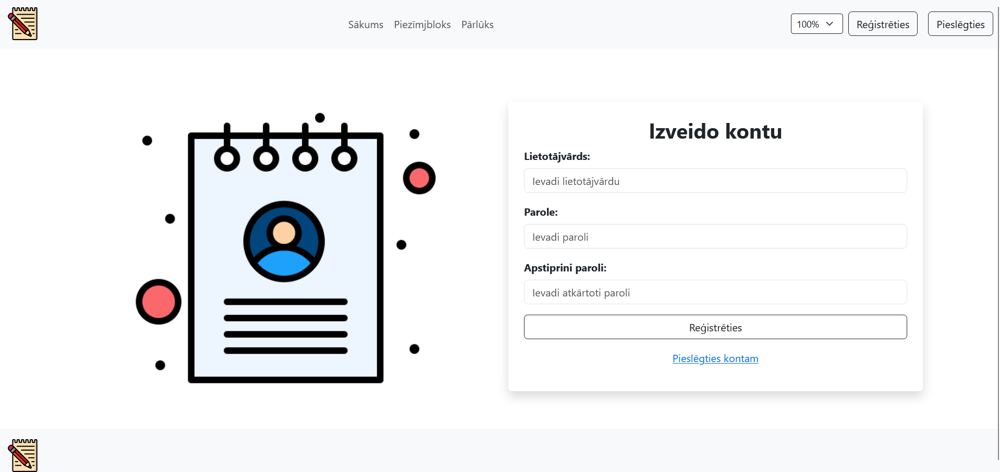 Sākums Piezīmjbloks Pārlūks 100% Reģistrēties Pieslēgties
Izveido kontu
Lietotājvārds:
Ievadi lietotājvārdu
Parole:
Ievadi paroli
Apstiprini paroli:
Ievadi atkārtoti paroli
Reģistrēties
Pieslēgties kontam